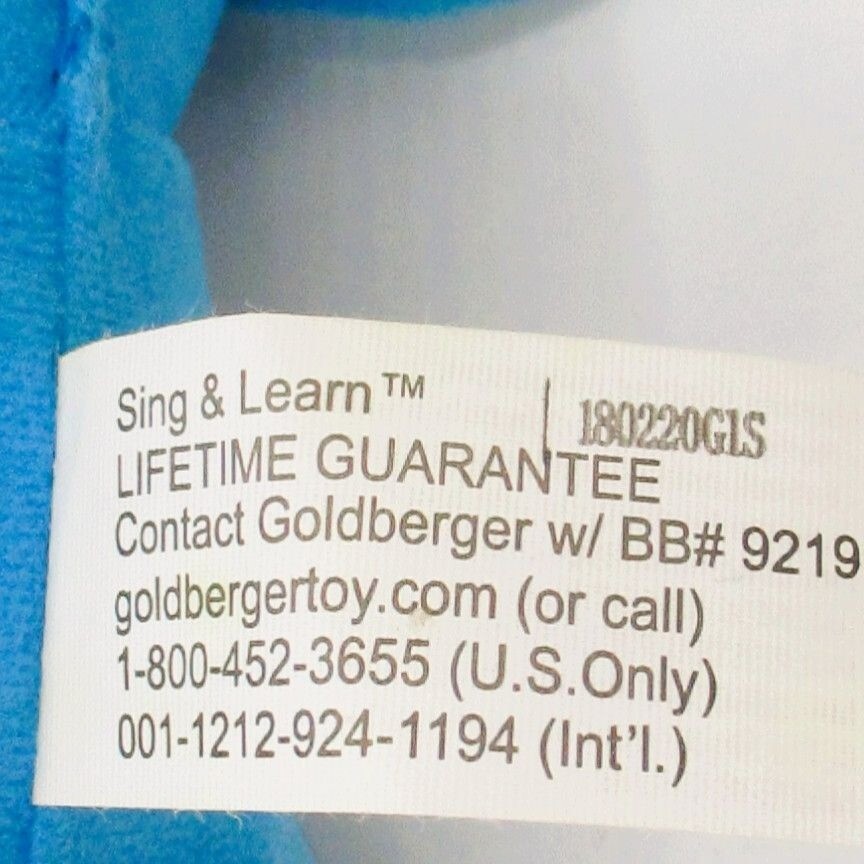 Sing & Learn™
180220GLS
LIFETIME GUARANTEE
Contact Goldberger w/ BB# 9219
goldbergertoy.com (or call)
1-800-452-3655 (U.S.Only)
001-1212-924-1194 (Int'l.)